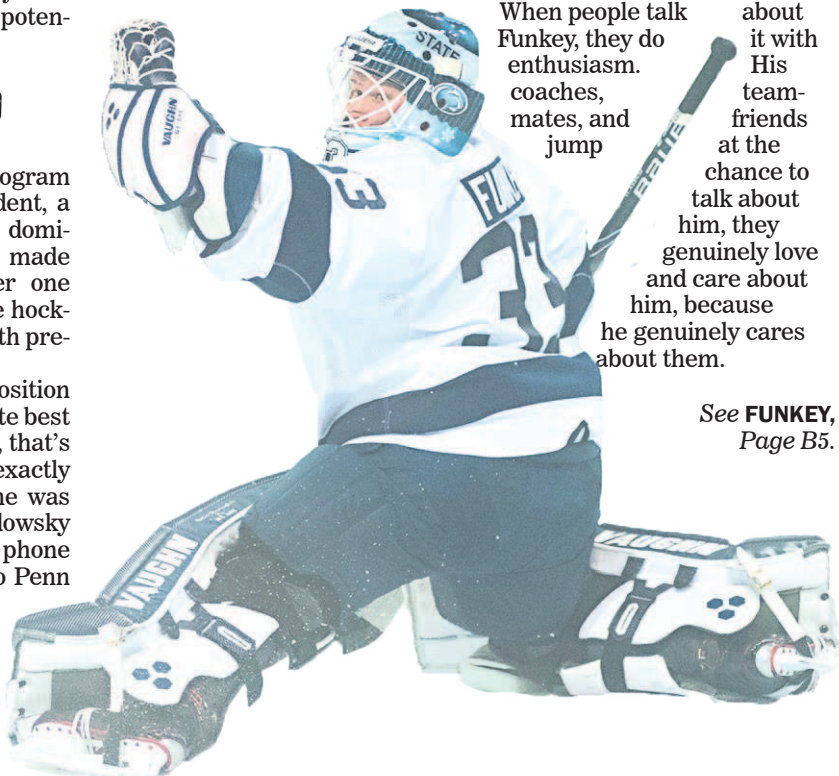 poten-
ogram
dent, a
domi-
made
er one
e hock-
th pre-
osition
te best
, that's
exactly
ne was
lowsky
phone
o Penn
STATE
VAUGHN
3
FUN
33
BAUER
VAUGHN
VAUGHN
When people talk about
Funkey, they do it with
enthusiasm. His
coaches, team-
mates, and friends
jump at the
chance to
talk about
him, they
genuinely love
and care about
him, because
he genuinely cares
about them.
See FUNKEY,
Page B5.